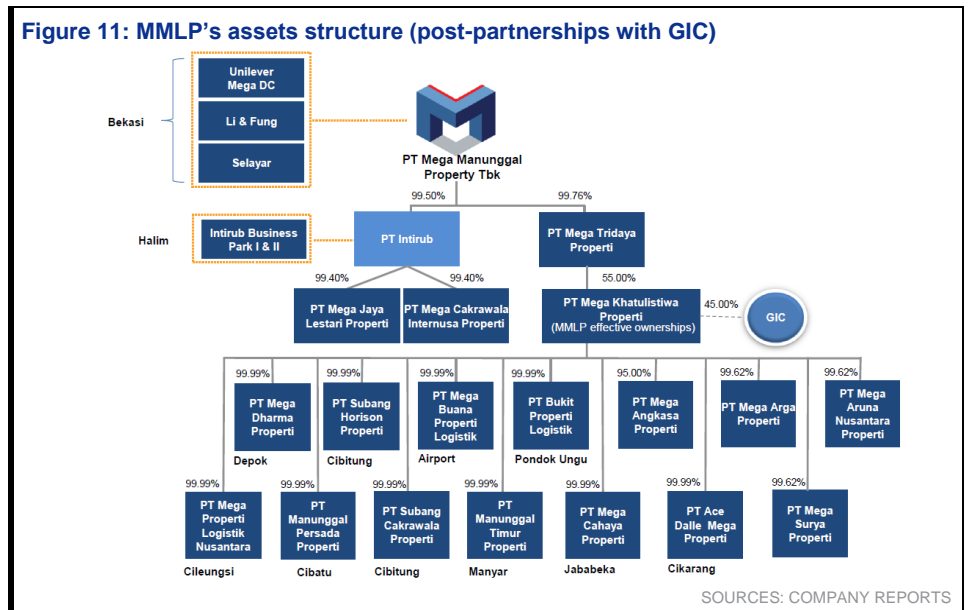 Figure 11: MMLP's assets structure (post-partnerships with GIC)
Unilever
Mega DC
Bekasi
Li & Fung
Selayar
PT Mega Manunggal
Property Tbk
99.50%
99.76%
Halim
Intirub Business
Park I & II
PT Intirub
PT Mega Tridaya
Properti
99.40%
99.40%
55.00%
PT Mega Jaya
Lestari Properti
PT Mega Cakrawala
Internusa Properti
PT Mega Khatulistiwa
Properti
(MMLP effective ownerships)
45.00%
GIC
99.99%
99.99%
99.99%
99.99%
95.00%
99.62%
99.62%
PT Mega
Dharma
Properti
PT Subang
Horison
Properti
PT Mega
Buana
Properti
Logistik
PT Bukit
Properti
Logistik
PT Mega
Angkasa
Properti
PT Mega Arga
Properti
PT Mega
Aruna
Nusantara
Properti
Depok
Cibitung
Airport
Pondok Ungu
99.99%
99.99%
99.99%
99.99%
99.99%
99.99%
99.62%
PT Mega
Properti
Logistik
Nusantara
PT
Manunggal
Persada
Properti
PT Subang
Cakrawala
Properti
PT
Manunggal
Timur
Properti
PT Mega
Cahaya
Properti
PT Ace
Dalle Mega
Properti
PT Mega
Surya
Properti
Cileungsi
Cibatu
Cibitung
Manyar
Jababeka
Cikarang
SOURCES: COMPANY REPORTS